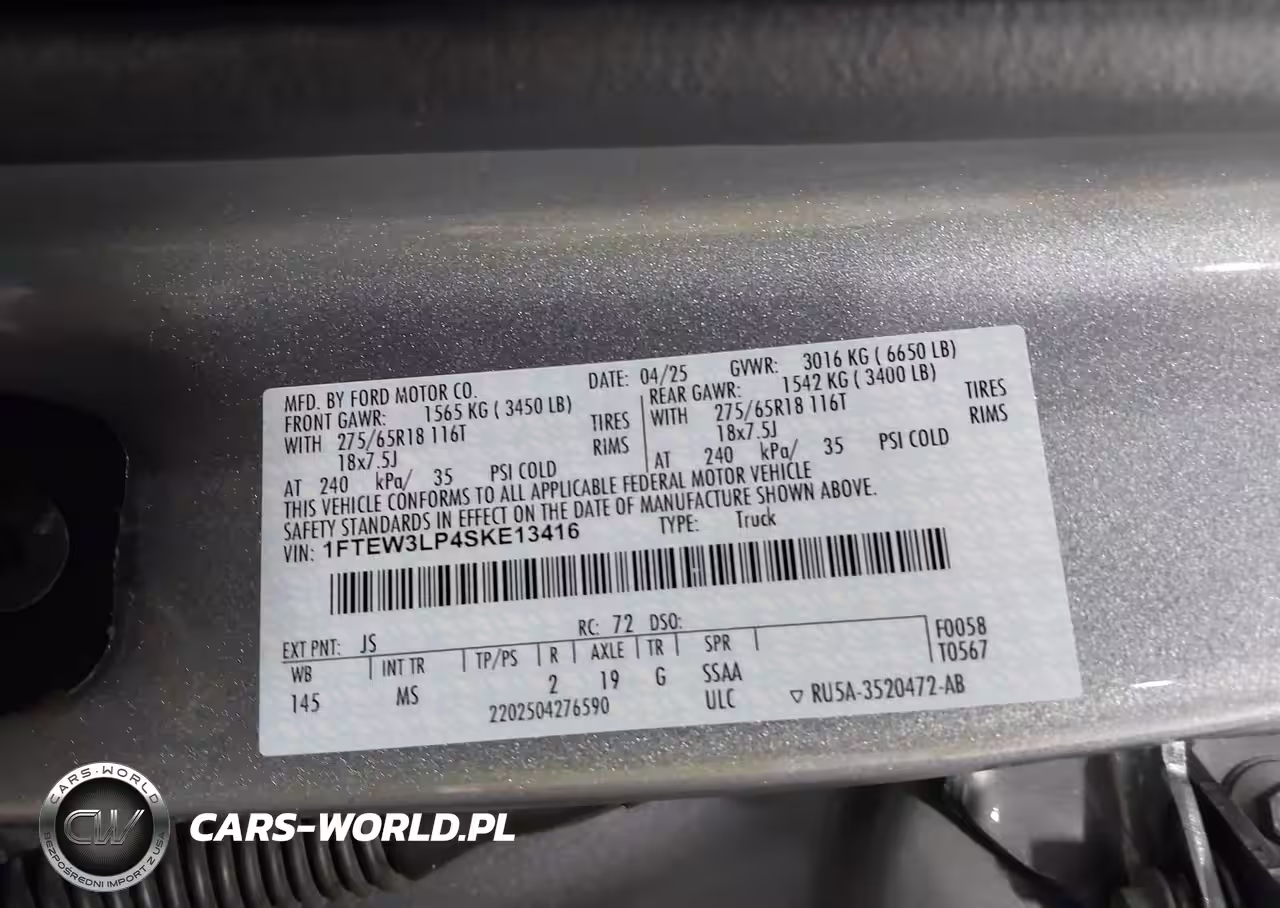 MFD. BY FORD MOTOR CO. DATE: 04/25 GVWR: 3016 KG ( 6650 LB)
FRONT GAWR: 1565 KG ( 3450 LB) REAR GAWR: 1542 KG ( 3400 LB)
WITH 275/65R18 116T TIRES WITH 275/65R18 116T TIRES
18x7.5J RIMS 18x7.5J RIMS
AT 240 kPa/ 35 PSI COLD AT 240 kPa/ 35 PSI COLD
THIS VEHICLE CONFORMS TO ALL APPLICABLE FEDERAL MOTOR VEHICLE
SAFETY STANDARDS IN EFFECT ON THE DATE OF MANUFACTURE SHOWN ABOVE.
VIN: 1FTEW3LP4SKE13416 TYPE: Truck
EXT PNT: JS RC: 72 DSO: F0058
WB INT TR TP/PS R AXLE TR SPR T0567
145 MS 2 19 G SSAA
2202504276590 ULC ▽ RU5A-3520472-AB
CARS-WORLD
CW
BEZPOŚREDNI IMPORT Z USA
CARS-WORLD.PL